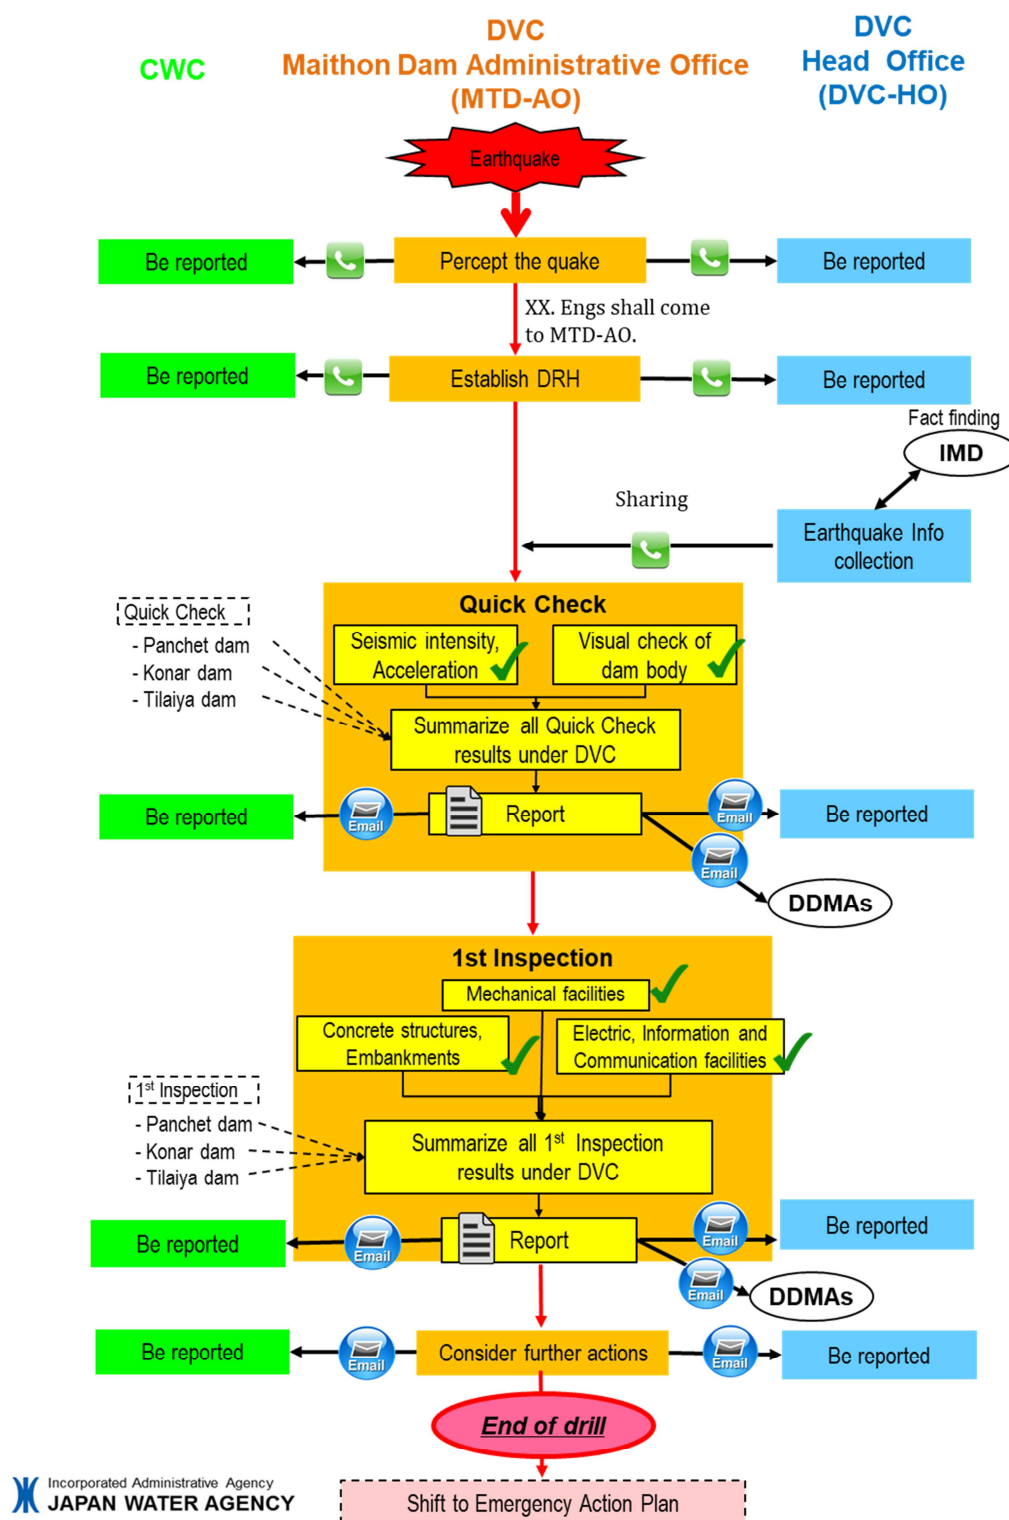 CWC
DVC
Maithon Dam Administrative Office
(MTD-AO)
DVC
Head Office
(DVC-HO)
Earthquake
Be reported
Percept the quake
Be reported
XX. Engs shall come
to MTD-AO.
Be reported
Establish DRH
Be reported
Fact finding
IMD
Sharing
Earthquake Info
collection
Quick Check
Quick Check
- Panchet dam
- Konar dam
- Tilaiya dam
Seismic intensity,
Acceleration
Visual check of
dam body
Summarize all Quick Check
results under DVC
Be reported
Email
Report
Email
Be reported
Email
DDMAs
1st Inspection
Mechanical facilities
Concrete structures,
Embankments
Electric, Information and
Communication facilities
1st Inspection
- Panchet dam
- Konar dam
- Tilaiya dam
Summarize all 1st Inspection
results under DVC
Be reported
Email
Report
Email
Be reported
Email
DDMAs
Be reported
Email
Consider further actions
Email
Be reported
End of drill
Incorporated Administrative Agency
JAPAN WATER AGENCY
Shift to Emergency Action Plan